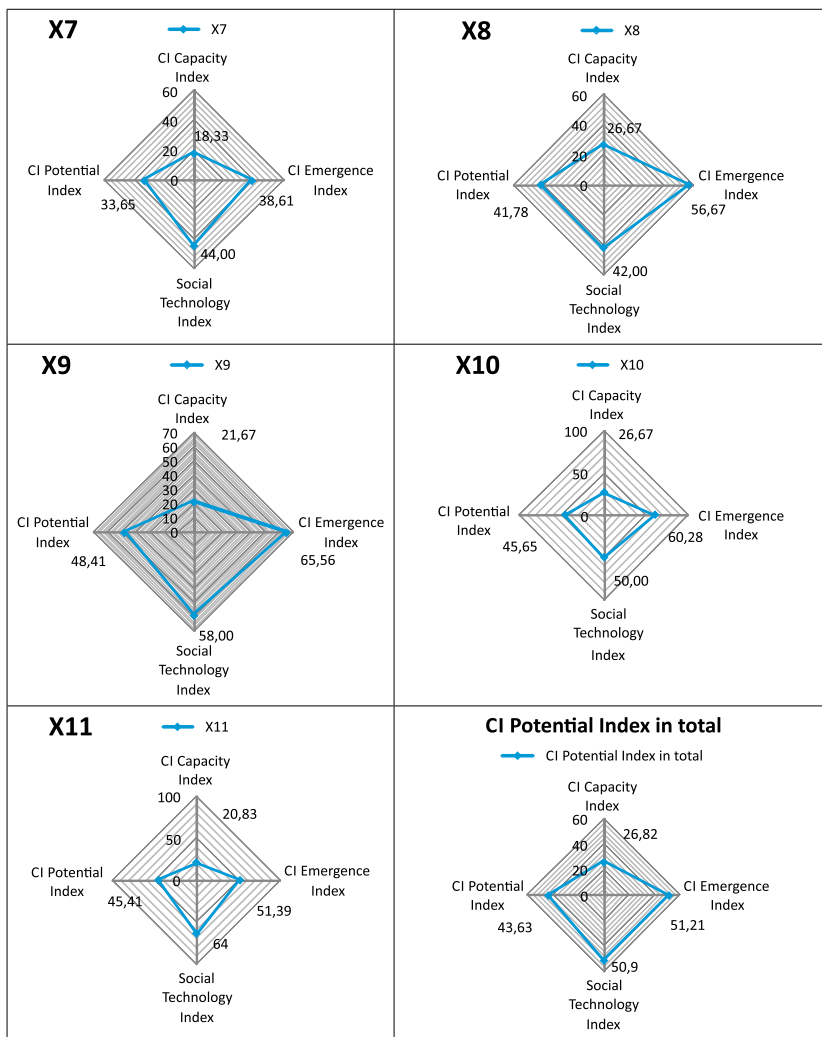 X7
X7
CI Capacity
Index
60
40
20
0
18,33
CI Potential
Index
33,65
CI Emergence
Index
38,61
44,00
Social
Technology
Index
X8
X8
CI Capacity
Index
60
40
20
0
26,67
CI Potential
Index
41,78
CI Emergence
Index
56,67
42,00
Social
Technology
Index
X9
X9
CI Capacity
Index
21,67
70
60
50
40
30
20
10
0
CI Potential
Index
48,41
CI Emergence
Index
65,56
58,00
Social
Technology
Index
X10
X10
CI Capacity
Index
26,67
100
50
0
CI Potential
Index
45,65
CI Emergence
Index
60,28
50,00
Social
Technology
Index
X11
X11
CI Capacity
Index
100
50
0
20,83
CI Potential
Index
45,41
CI Emergence
Index
51,39
64
Social
Technology
Index
CI Potential Index in total
CI Potential Index in total
CI Capacity
Index
60
40
20
0
26,82
CI Potential
Index
43,63
CI Emergence
Index
51,21
50,9
Social
Technology
Index